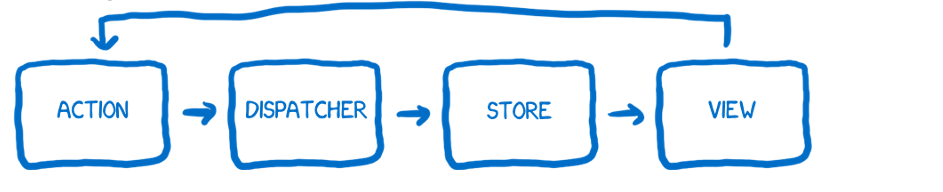 ACTION
DISPATCHER
STORE
VIEW